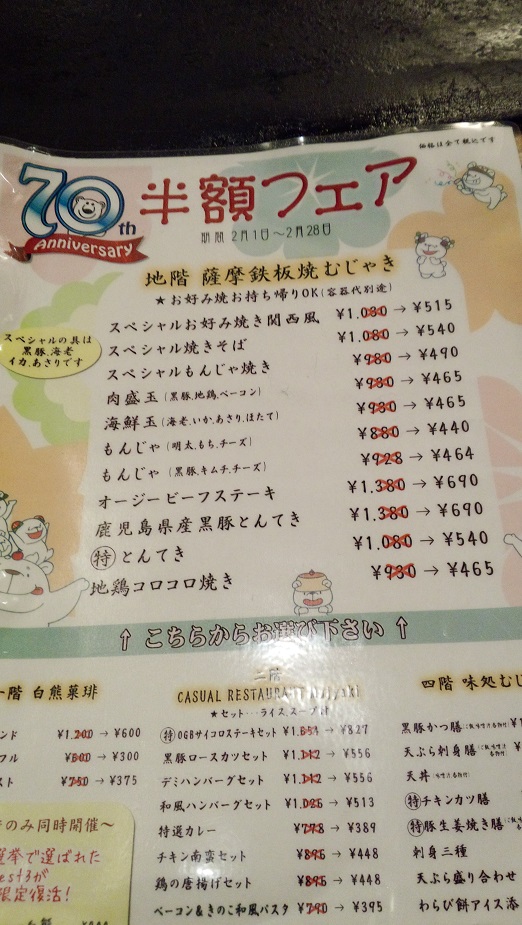 価格は全て税込です
70th
Anniversary
半額フェア
期間 2月1日～2月28日
地階 薩摩鉄板焼むじゃき
★お好み焼お持ち帰りOK(容器代別途)
スペシャルの具は
黒豚、海老
イカ、あさりです
スペシャルお好み焼き関西風 ¥1.030 → ¥515
スペシャル焼きそば ¥1.080 → ¥540
スペシャルもんじゃ焼き ¥980 → ¥490
肉盛玉(黒豚、地鶏、ベーコン) ¥930 → ¥465
海鮮玉(海老、いか、あさり、ほたて) ¥930 → ¥465
もんじゃ(明太、もち、チーズ) ¥880 → ¥440
もんじゃ(黒豚、キムチ、チーズ) ¥928 → ¥464
オージービーフステーキ ¥1.380 → ¥690
鹿児島県産黒豚とんてき ¥1.380 → ¥690
特とんてき ¥1.080 → ¥540
地鶏コロコロ焼き ¥930 → ¥465
↑ こちらからお選び下さい ↑
一階 白熊菓琲
ンド ¥1.200 → ¥600
フル ¥600 → ¥300
スト ¥750 → ¥375
のみ同時開催～
選挙で選ばれた
est3が
限定復活!
二階
CASUAL RESTAURANT
★セット…ライス、スープ付
特OGBサイコロステーキセット ¥1.654 → ¥827
黒豚ロースカツセット ¥1.112 → ¥556
デミハンバーグセット ¥1.112 → ¥556
和風ハンバーグセット ¥1.026 → ¥513
特選カレー ¥778 → ¥389
チキン南蛮セット ¥895 → ¥448
鶏の唐揚げセット ¥895 → ¥448
ベーコン&きのこ和風パスタ ¥790 → ¥395
四階 味処むじ
黒豚かつ膳
天ぷら刺身膳
天丼
特チキンカツ膳
特豚生姜焼き膳
刺身三種
天ぷら盛り合わせ
わらび餅アイス添